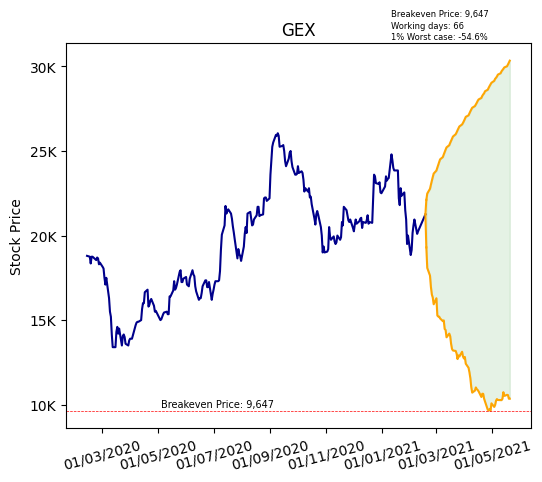 Breakeven Price: 9,647
Working days: 66
1% Worst case: -54.6%
GEX
30K
25K
20K
15K
10K
Stock Price
Breakeven Price: 9,647
01/03/2020
01/05/2020
01/07/2020
01/09/2020
01/11/2020
01/01/2021
01/03/2021
01/05/2021